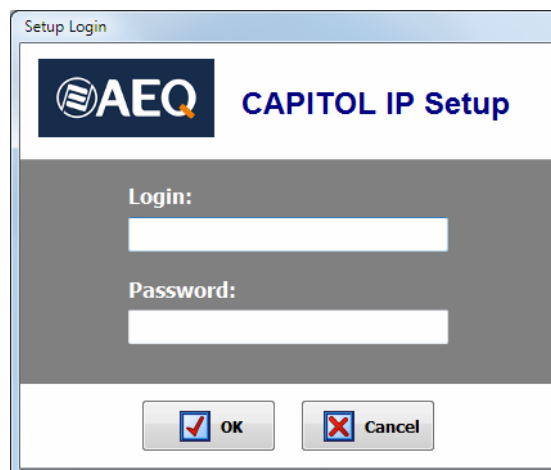 Setup Login
AEQ
CAPITOL IP Setup
Login:
Password:
OK
Cancel